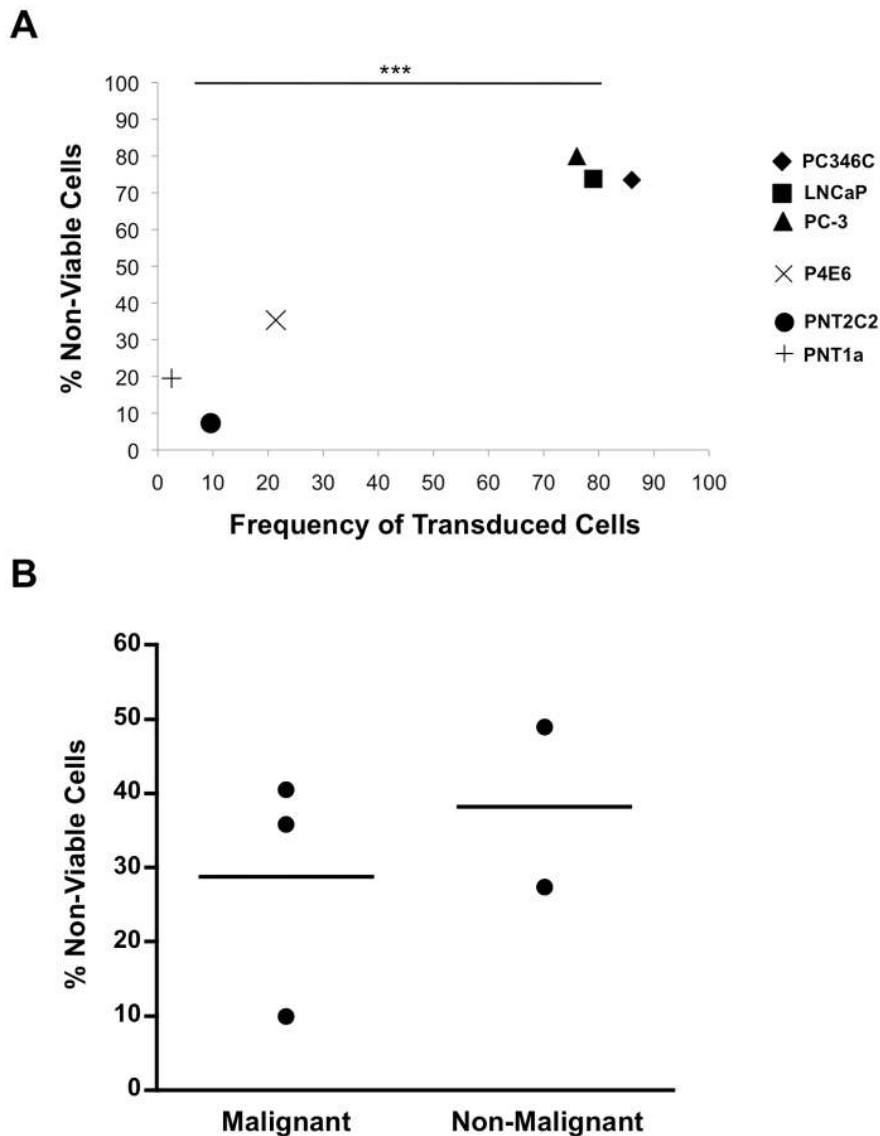 A
***
100
90
80
70
60
50
40
30
20
10
0
% Non-Viable Cells
0 10 20 30 40 50 60 70 80 90 100
Frequency of Transduced Cells
PC346C
LNCaP
PC-3
P4E6
PNT2C2
PNT1a
B
60
50
40
30
20
10
0
% Non-Viable Cells
Malignant Non-Malignant